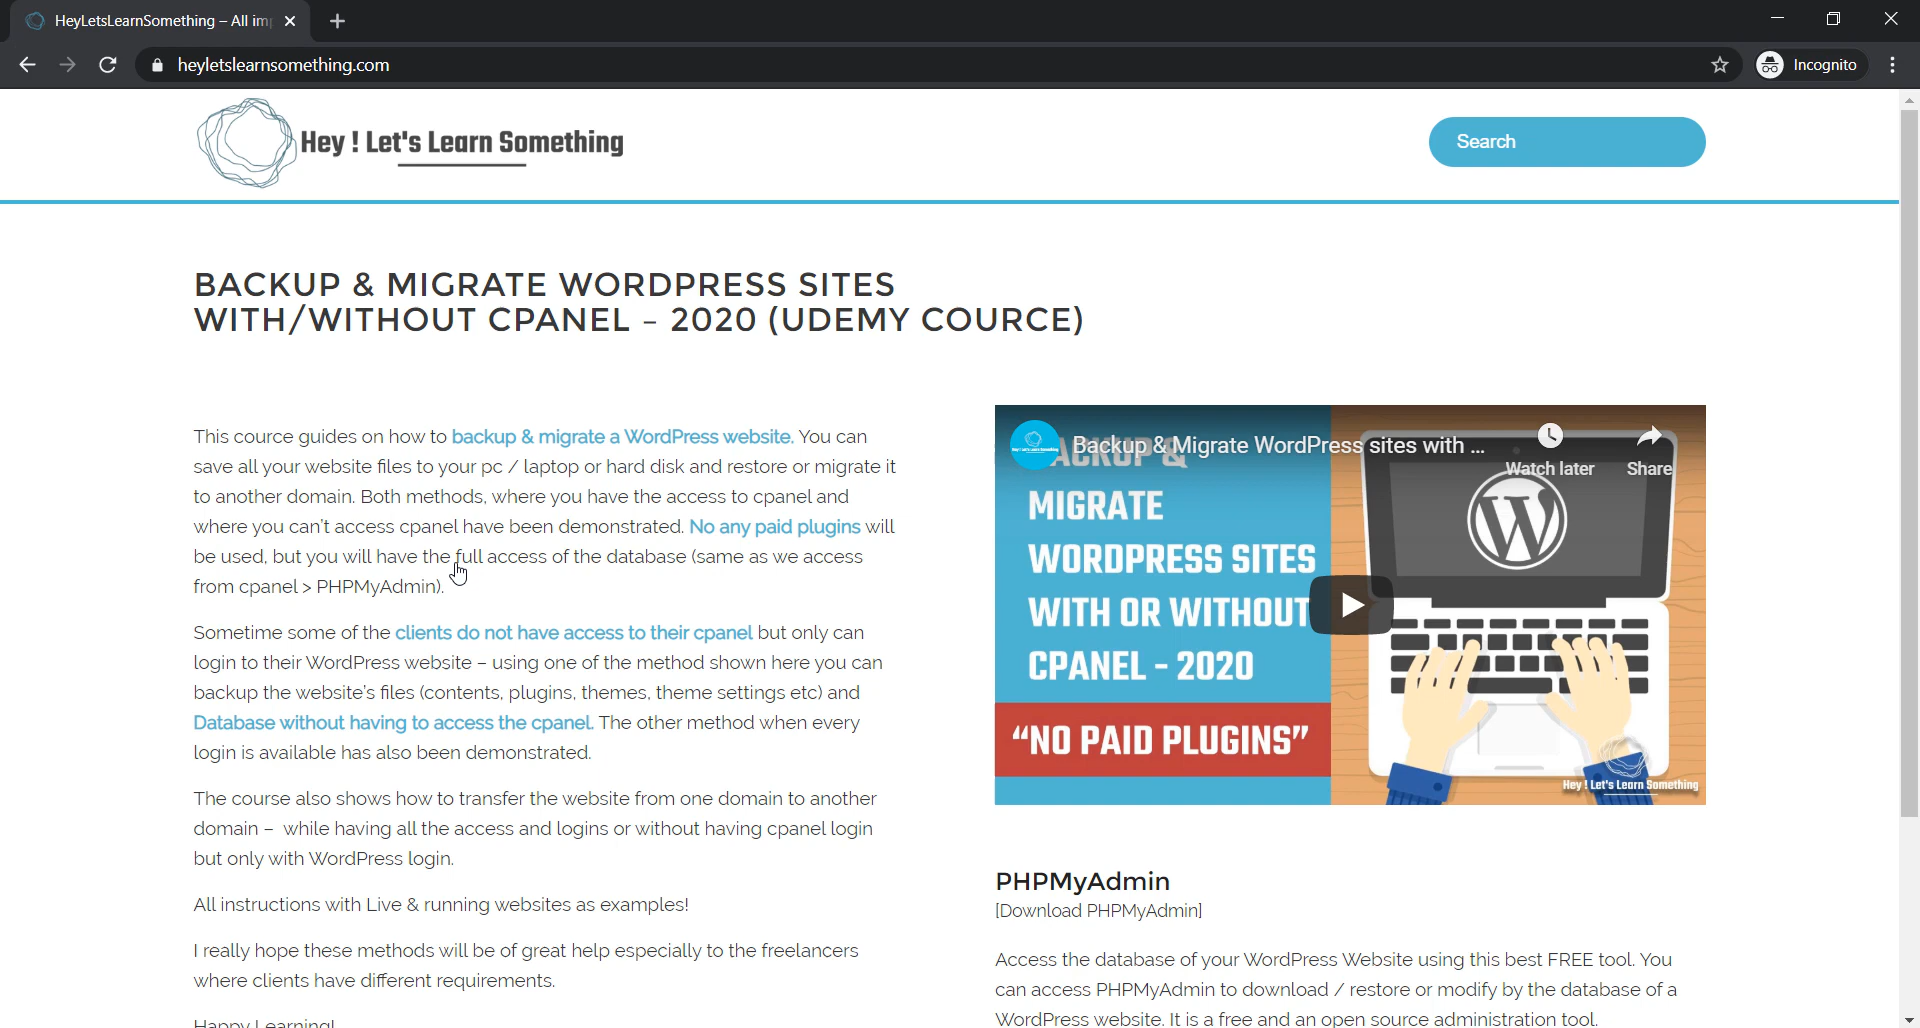 HeyLetsLearnSomething – All im
heyletslearnsomething.com
Incognito
Hey ! Let's Learn Something
Search
BACKUP & MIGRATE WORDPRESS SITES
WITH/WITHOUT CPANEL – 2020 (UDEMY COURCE)
This cource guides on how to backup & migrate a WordPress website. You can
save all your website files to your pc / laptop or hard disk and restore or migrate it
to another domain. Both methods, where you have the access to cpanel and
where you can't access cpanel have been demonstrated. No any paid plugins will
be used, but you will have the full access of the database (same as we access
from cpanel > PHPMyAdmin).
Sometime some of the clients do not have access to their cpanel but only can
login to their WordPress website – using one of the method shown here you can
backup the website's files (contents, plugins, themes, theme settings etc) and
Database without having to access the cpanel. The other method when every
login is available has also been demonstrated.
The course also shows how to transfer the website from one domain to another
domain – while having all the access and logins or without having cpanel login
but only with WordPress login.
All instructions with Live & running websites as examples!
I really hope these methods will be of great help especially to the freelancers
where clients have different requirements.
Happy Learning!
Backup & Migrate WordPress sites with ...
Watch later
Share
BACKUP &
MIGRATE
WORDPRESS SITES
WITH OR WITHOUT
CPANEL - 2020
"NO PAID PLUGINS"
Hey ! Let's Learn Something
PHPMyAdmin
[Download PHPMyAdmin]
Access the database of your WordPress Website using this best FREE tool. You
can access PHPMyAdmin to download / restore or modify by the database of a
WordPress website. It is a free and an open source administration tool.